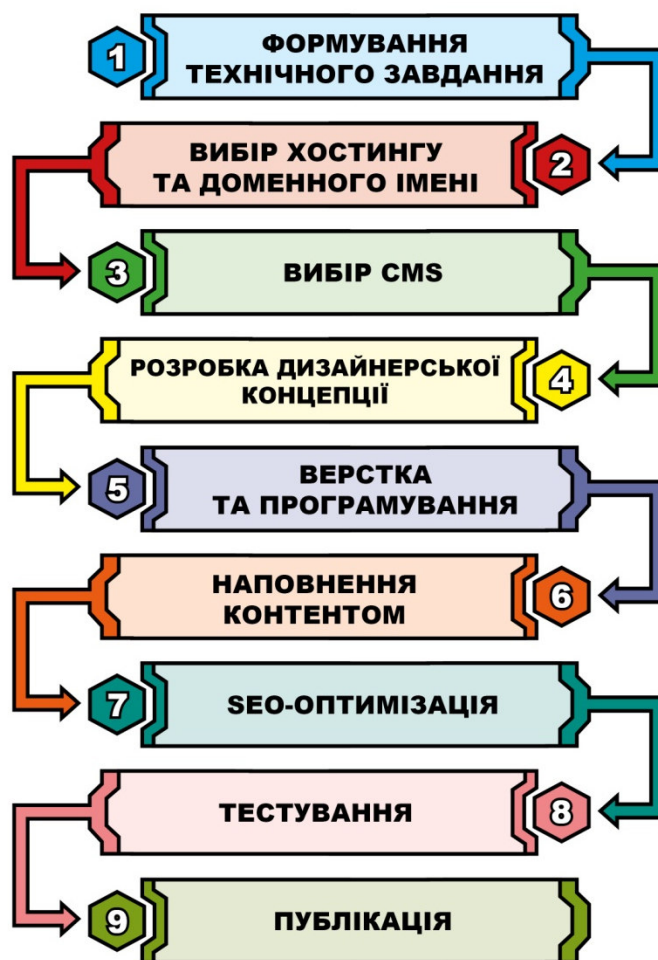 1
ФОРМУВАННЯ
ТЕХНІЧНОГО ЗАВДАННЯ
ВИБІР ХОСТИНГУ
ТА ДОМЕННОГО ІМЕНІ
2
3
ВИБІР CMS
РОЗРОБКА ДИЗАЙНЕРСЬКОЇ
КОНЦЕПЦІЇ
4
5
ВЕРСТКА
ТА ПРОГРАМУВАННЯ
НАПОВНЕННЯ
КОНТЕНТОМ
6
7
SEO-ОПТИМІЗАЦІЯ
ТЕСТУВАННЯ
8
9
ПУБЛІКАЦІЯ